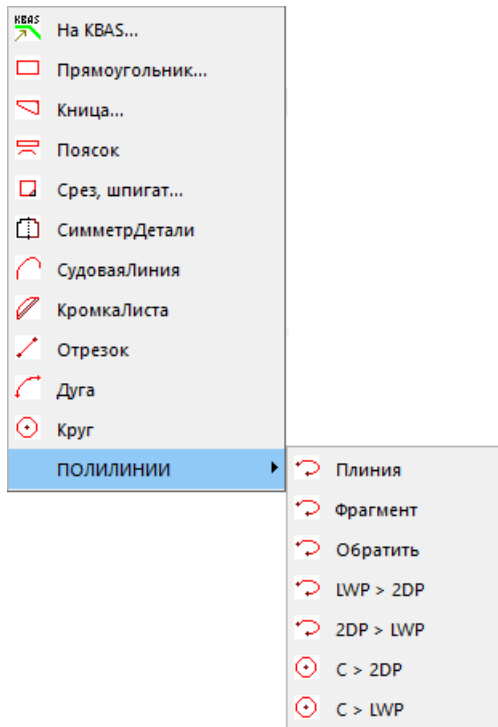 KBAS
На KBAS...
Прямоугольник...
Кница...
Поясок
Срез, шпигат...
СимметрДетали
СудоваяЛиния
КромкаЛиста
Отрезок
Дуга
Круг
ПОЛИЛИНИИ
Плиния
Фрагмент
Обратить
LWP > 2DP
2DP > LWP
C > 2DP
C > LWP